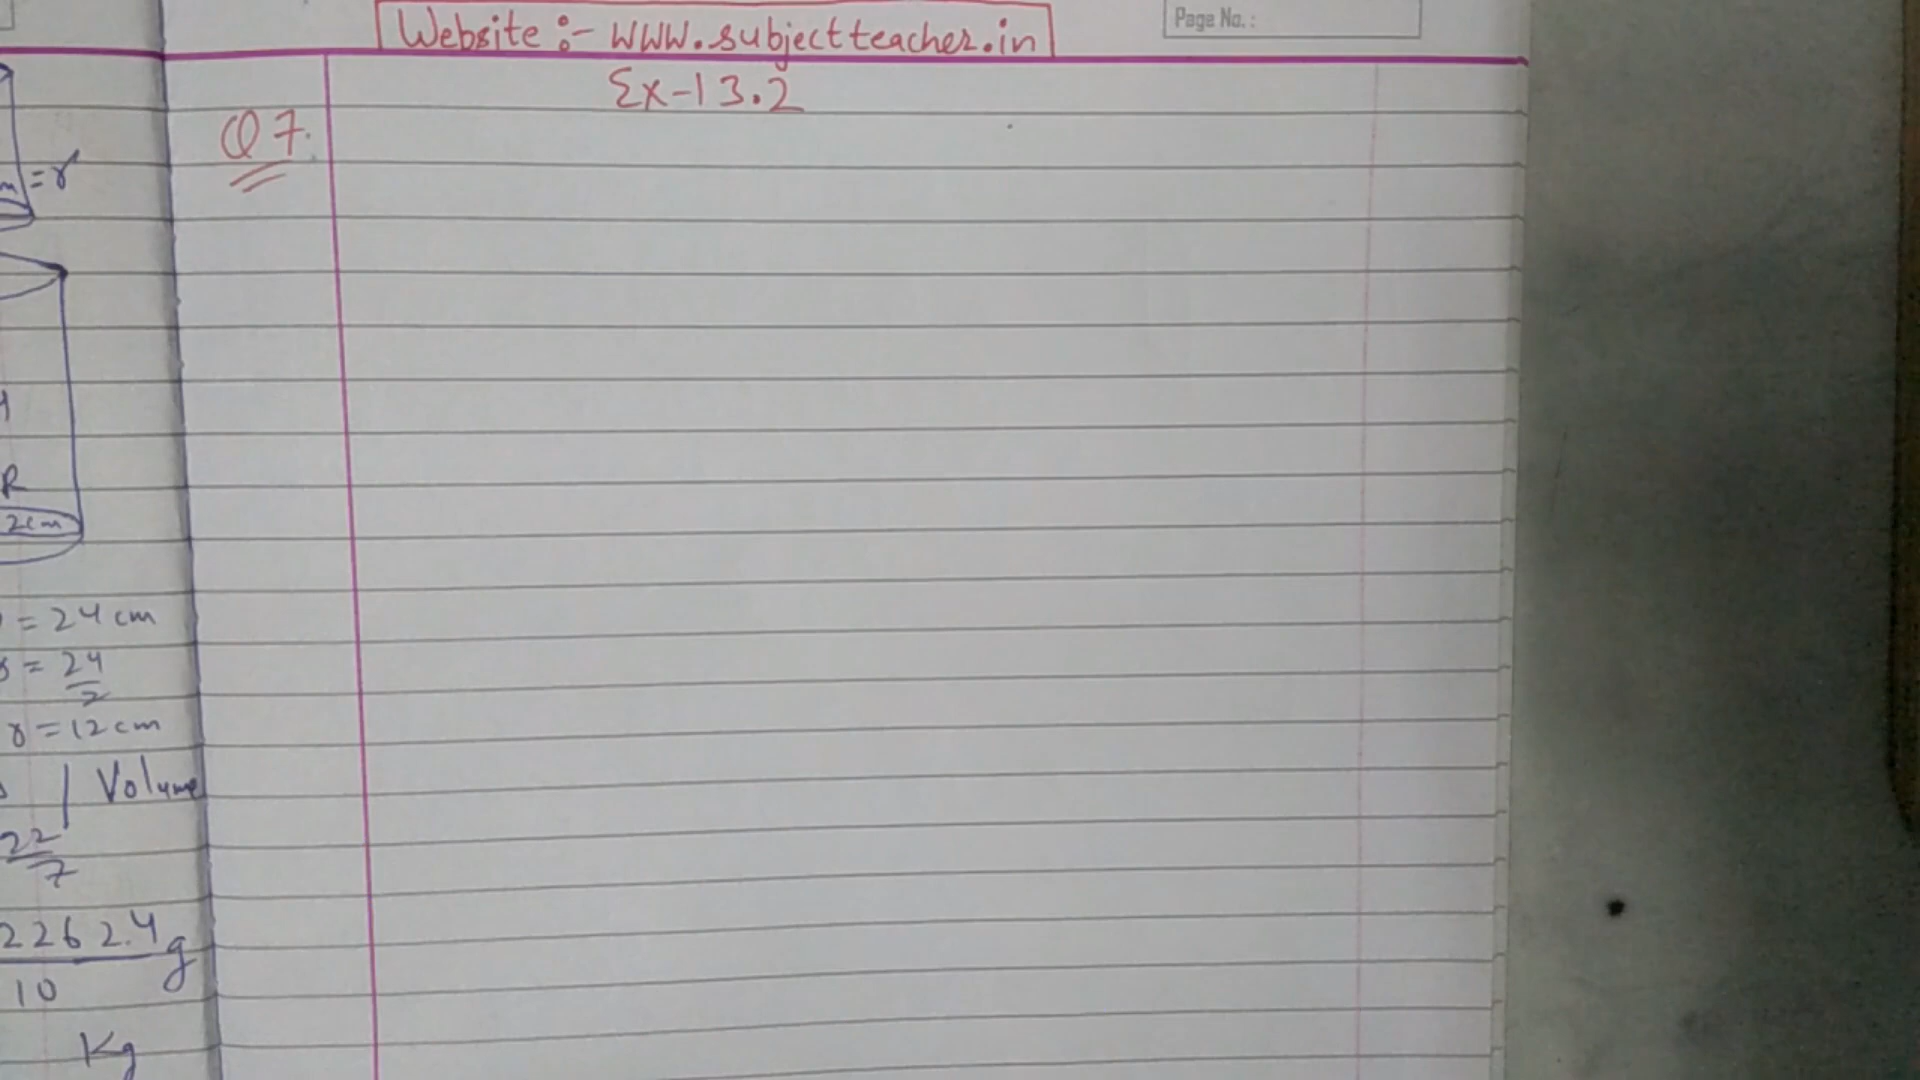 Website :- www.subjectteacher.in
Page No. :
Ex-13.2
Q7.
= r
R
2cm
= 24 cm
= 24
2
r = 12 cm
| Volume
22
7
2262.4 g
10
Kg